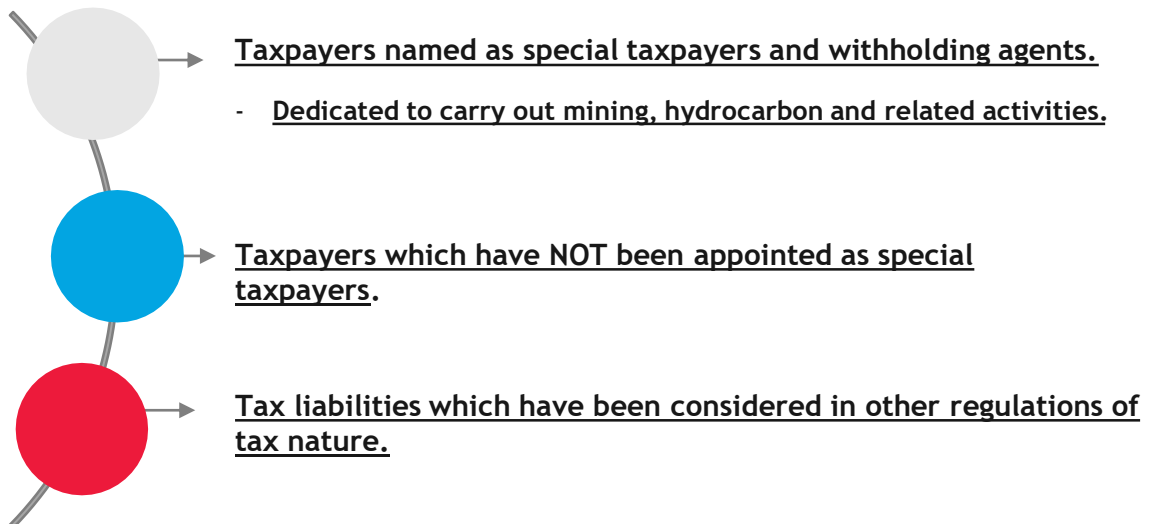 Taxpayers named as special taxpayers and withholding agents.
- Dedicated to carry out mining, hydrocarbon and related activities.
Taxpayers which have NOT been appointed as special
taxpayers.
Tax liabilities which have been considered in other regulations of
tax nature.